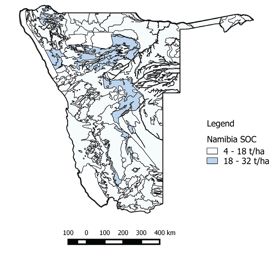 Legend
Namibia SOC
4 - 18 t/ha
18 - 32 t/ha
100 0 100 200 300 400 km